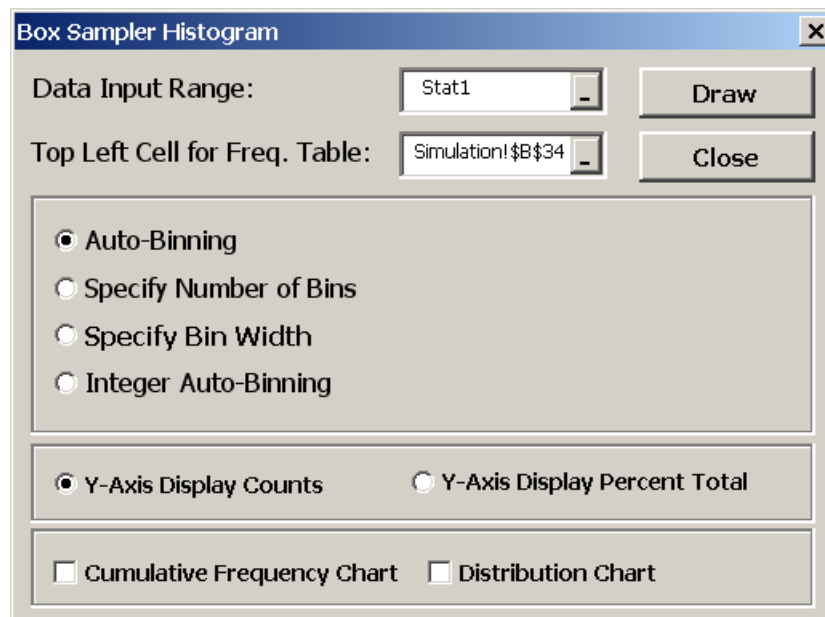 Box Sampler Histogram
Data Input Range: Stat1 Draw
Top Left Cell for Freq. Table: Simulation!$B$34 Close
Auto-Binning
Specify Number of Bins
Specify Bin Width
Integer Auto-Binning
Y-Axis Display Counts Y-Axis Display Percent Total
Cumulative Frequency Chart Distribution Chart